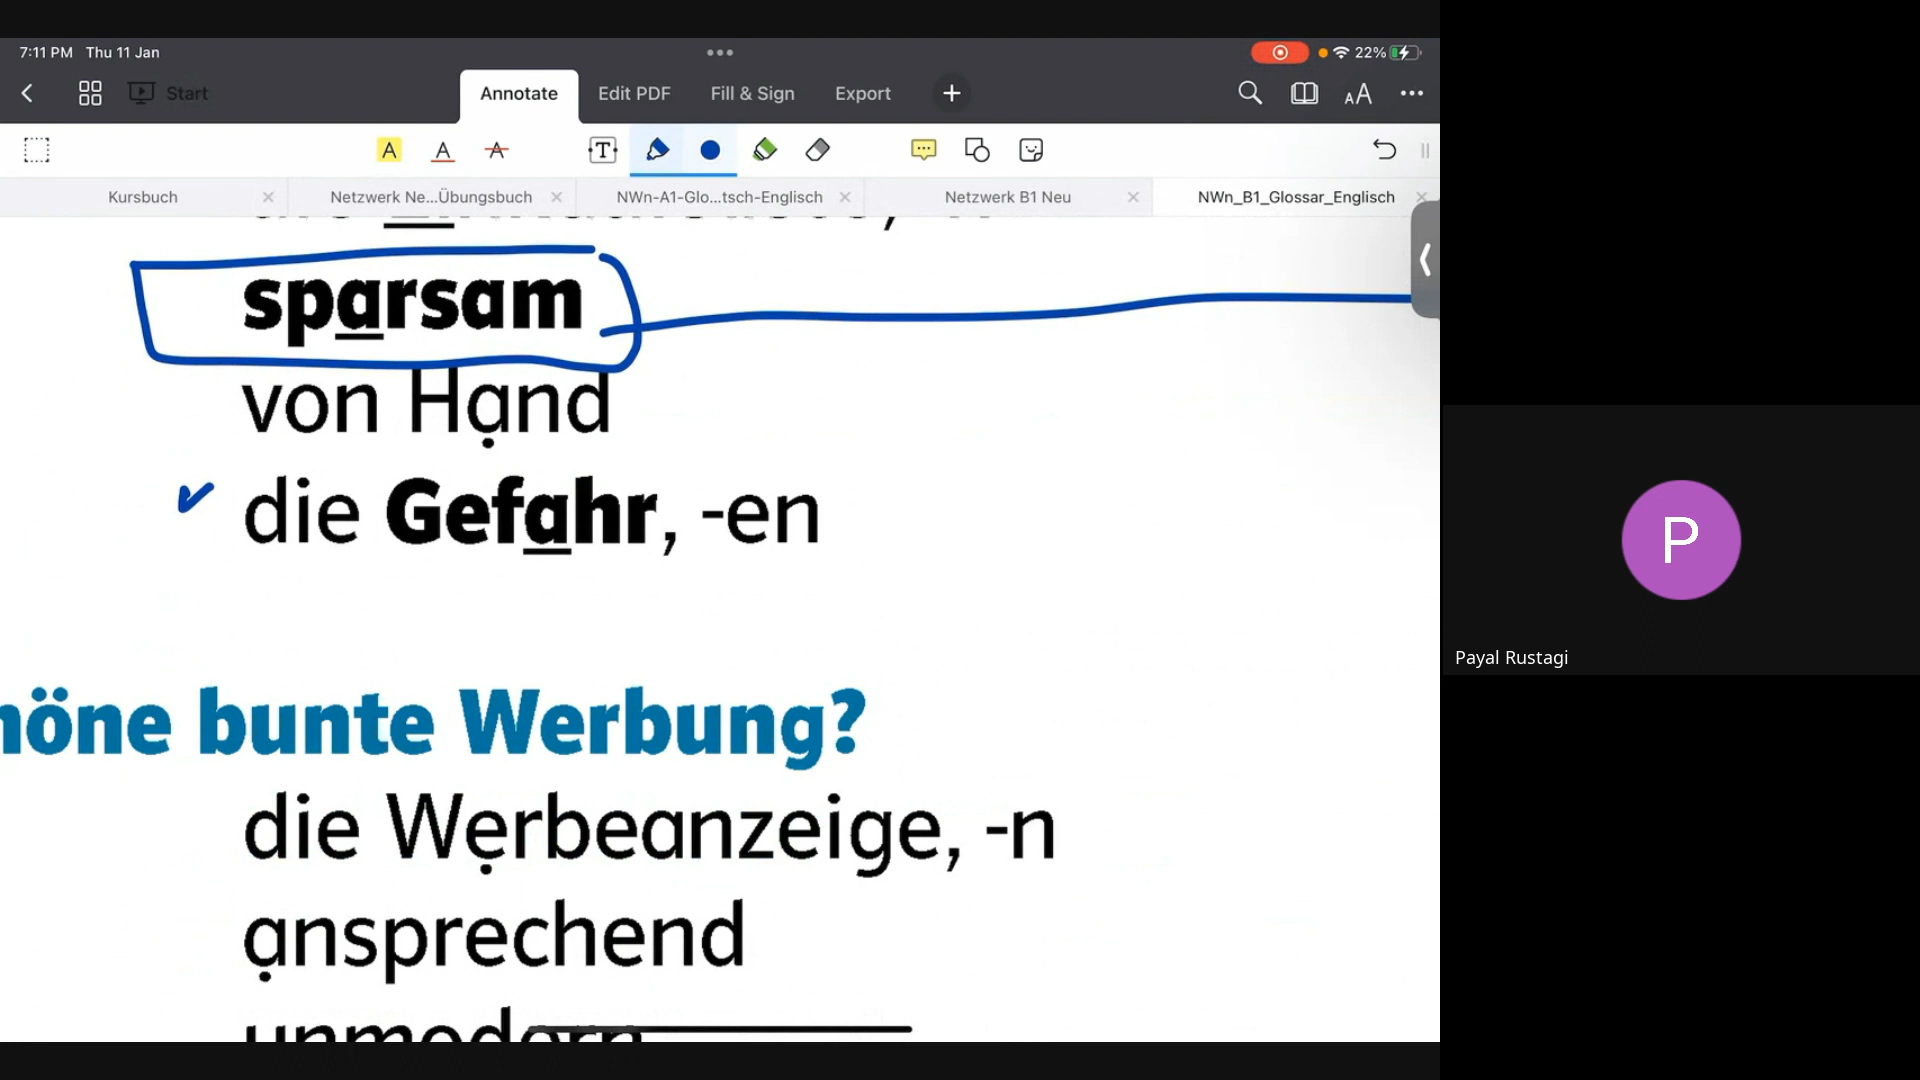 7:11 PM Thu 11 Jan
22%
Start
Annotate
Edit PDF
Fill & Sign
Export
Kursbuch
Netzwerk Ne...Übungsbuch
NWn-A1-Glo...tsch-Englisch
Netzwerk B1 Neu
NWn_B1_Glossar_Englisch
sparsam
von Hand
die Gefahr, -en
höne bunte Werbung?
die Werbeanzeige, -n
ansprechend
unmodern
P
Payal Rustagi